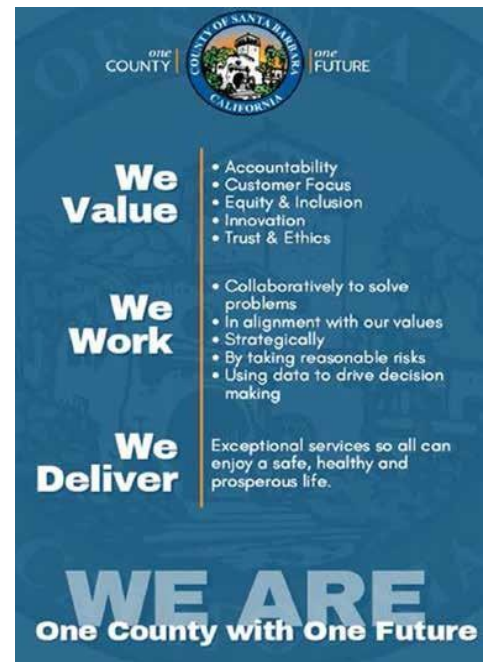 one
COUNTY
COUNTY OF SANTA BARBARA
CALIFORNIA
one
FUTURE
We
Value
• Accountability
• Customer Focus
• Equity & Inclusion
• Innovation
• Trust & Ethics
We
Work
• Collaboratively to solve
problems
• In alignment with our values
• Strategically
• By taking reasonable risks
• Using data to drive decision
making
We
Deliver
Exceptional services so all can
enjoy a safe, healthy and
prosperous life.
WE ARE
One County with One Future